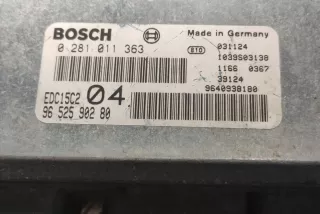 BOSCH
Made in Germany
0 281 011 363
BTO
031124
1039S03138
1166 0367
39124
9640938180
EDC15C2 04
96 525 902 80